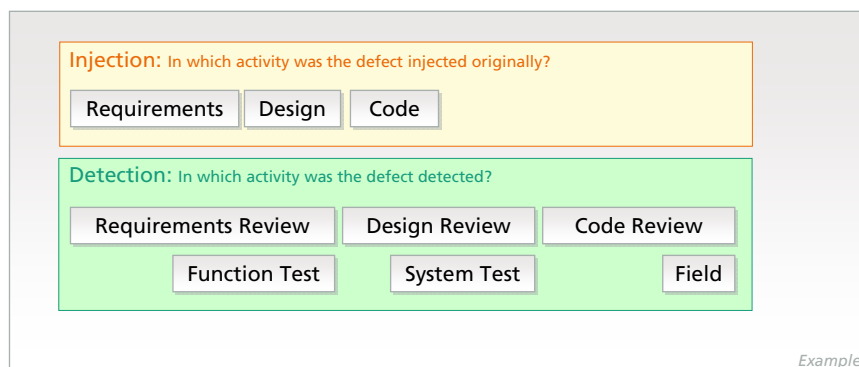 Injection: In which activity was the defect injected originally?
Requirements Design Code
Detection: In which activity was the defect detected?
Requirements Review Design Review Code Review
Function Test System Test Field
Example